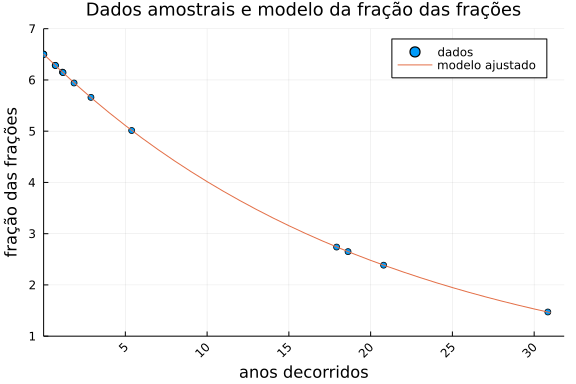 Dados amostrais e modelo da fração das frações
7
6
5
4
3
2
1
fração das frações
dados
modelo ajustado
5
10
15
20
25
30
anos decorridos